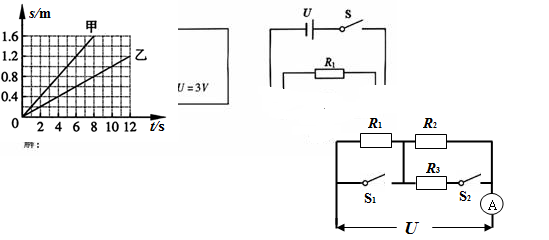 s/m
甲
乙
1.6
1.2
0.8
0.4
0
2 4 6 8 10 12
t/s
U = 3V
U
S
R₁
R₁
R₂
R₃
S₁
S₂
A
U